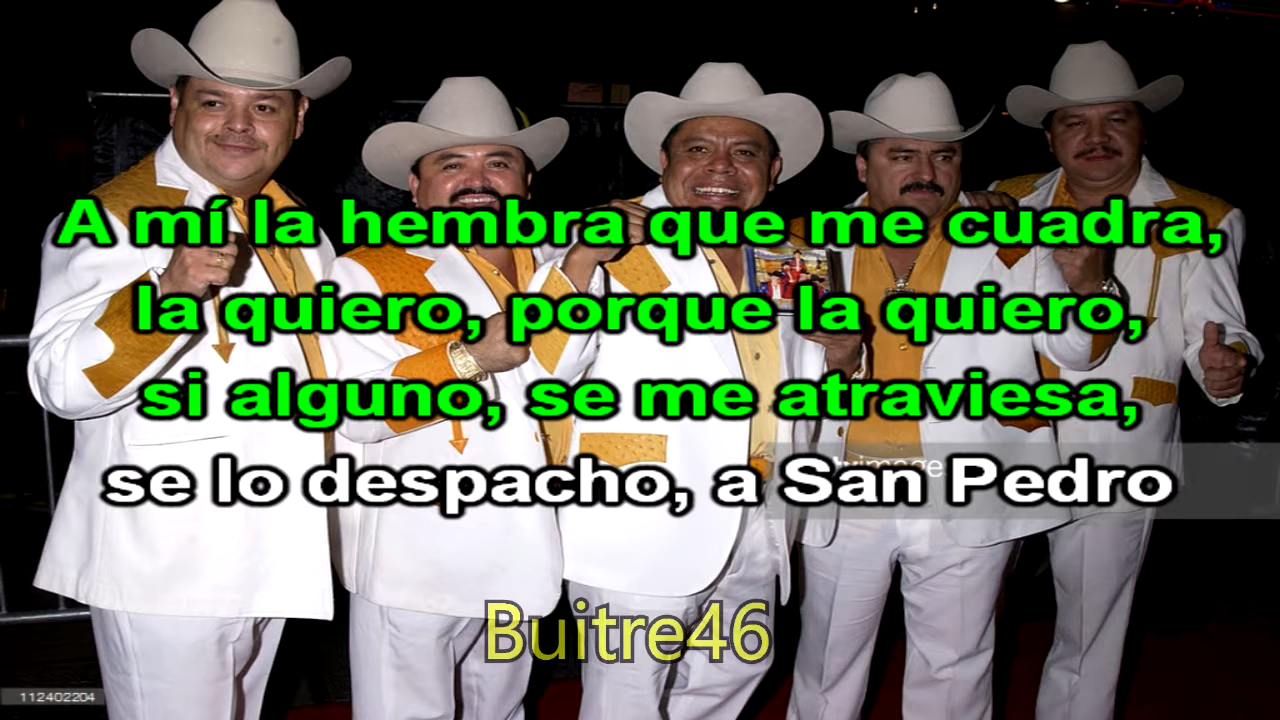 A mí la hembra que me cuadra,
la quiero, porque la quiero,
si alguno, se me atraviesa,
se lo despacho, a San Pedro
Buitre46
112402204